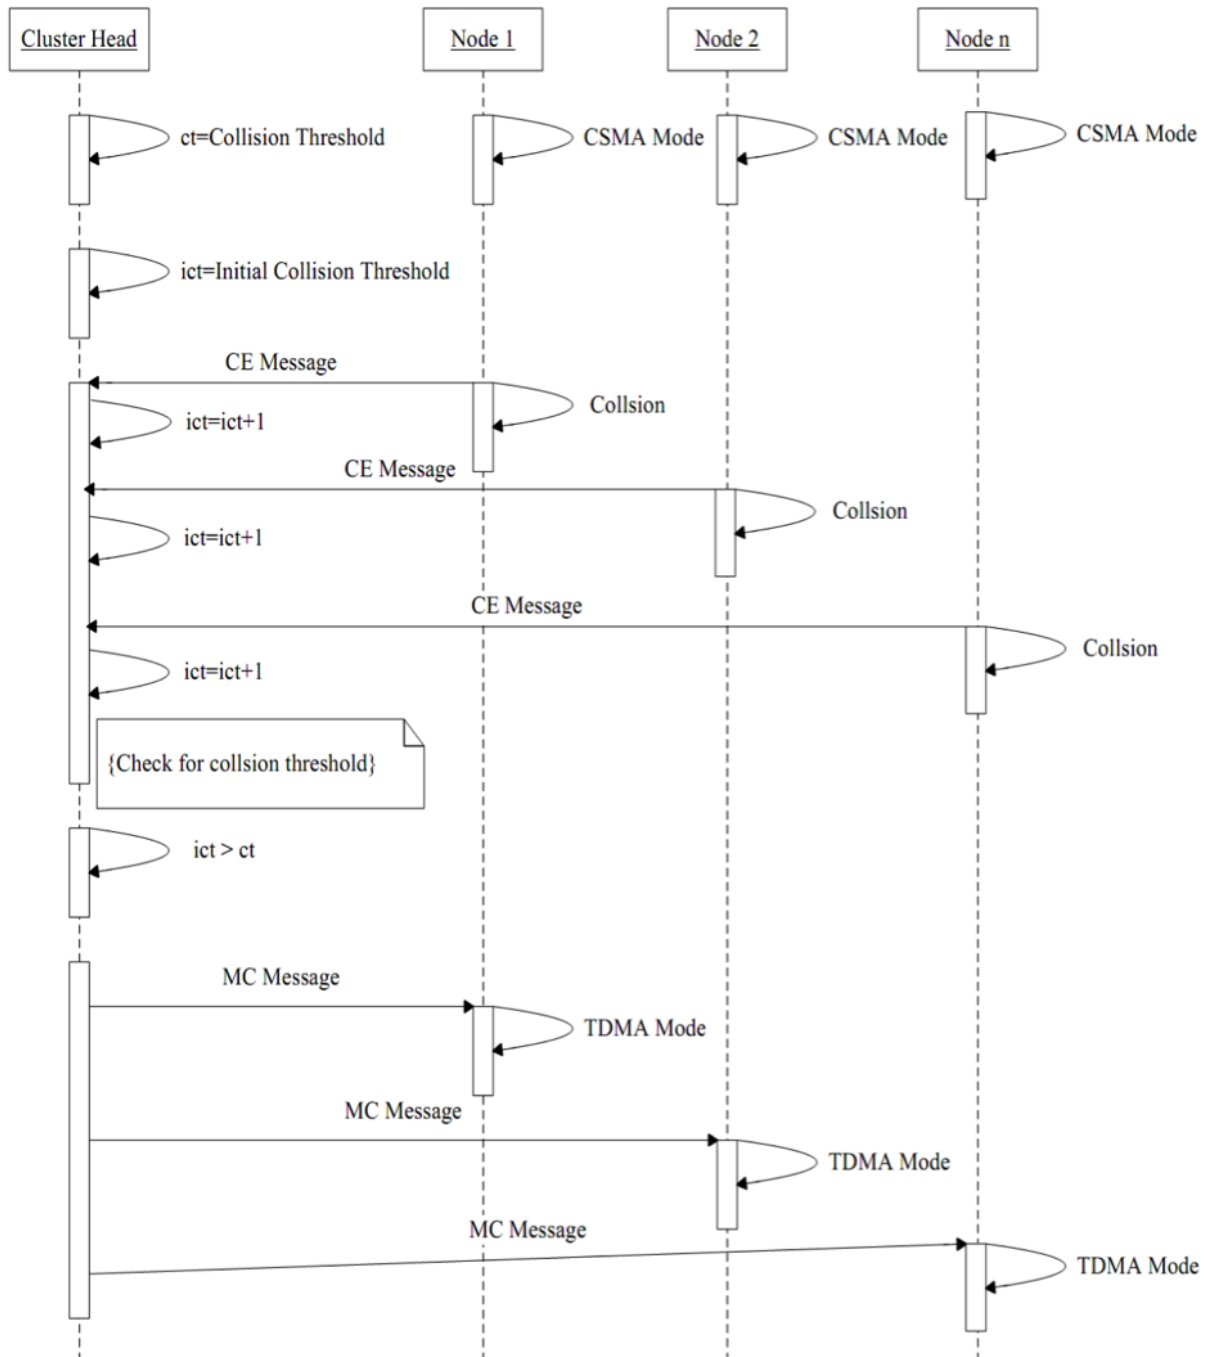 Cluster Head
Node 1
Node 2
Node n
ct=Collision Threshold
CSMA Mode
CSMA Mode
CSMA Mode
ict=Initial Collision Threshold
CE Message
Collsion
ict=ict+1
CE Message
Collsion
ict=ict+1
CE Message
Collsion
ict=ict+1
{Check for collsion threshold}
ict > ct
MC Message
TDMA Mode
MC Message
TDMA Mode
MC Message
TDMA Mode